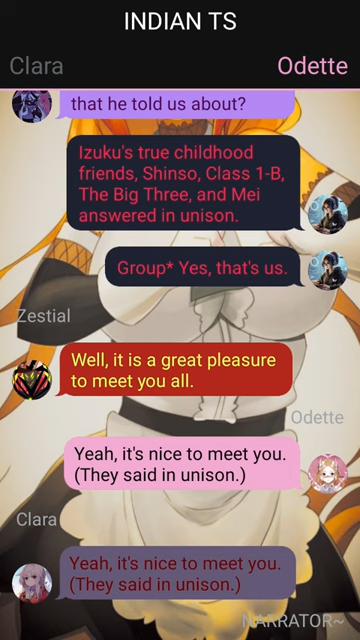 INDIAN TS
Clara
Odette
that he told us about?
Izuku's true childhood
friends, Shinso, Class 1-B,
The Big Three, and Mei
answered in unison.
Group* Yes, that's us.
Zestial
Well, it is a great pleasure
to meet you all.
Odette
Yeah, it's nice to meet you.
(They said in unison.)
Clara
Yeah, it's nice to meet you.
(They said in unison.)
NARRATOR~